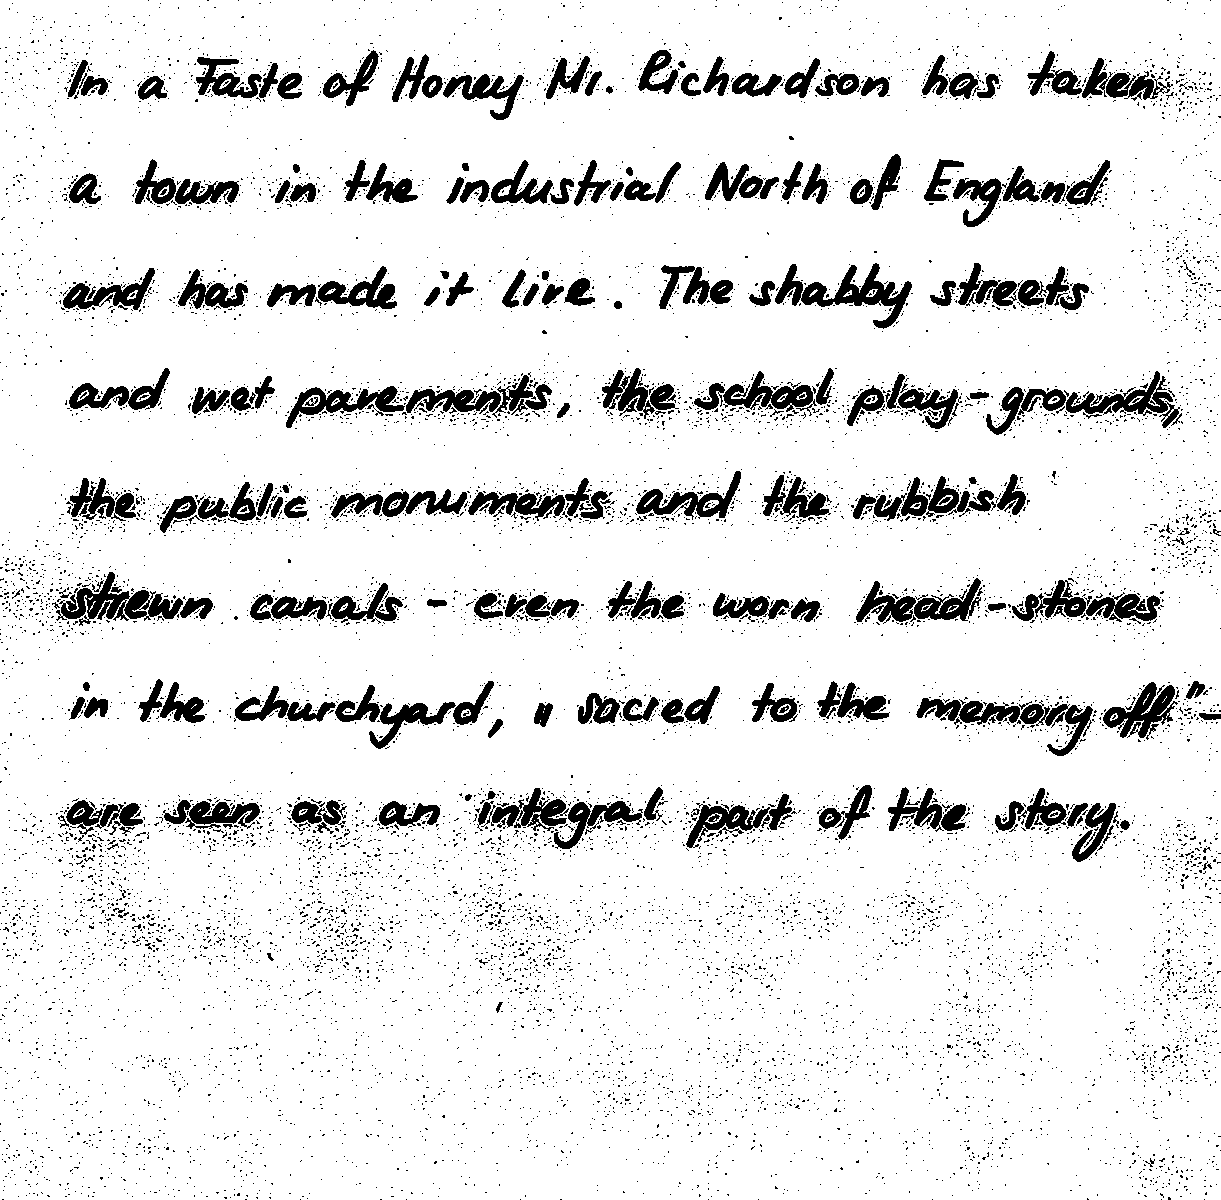 In a Taste of Honey Mr. Richardson has taken
a town in the industrial North of England
and has made it live. The shabby streets
and wet pavements, the school play-grounds,
the public monuments and the rubbish
strewn canals - even the worn head-stones
in the churchyard, "sacred to the memory off"-
are seen as an integral part of the story.